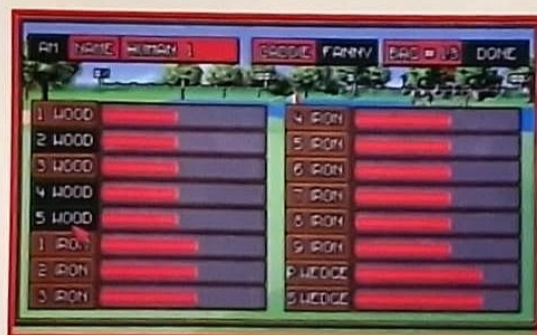 AM NAME HUMAN 1 CADDIE FANNY BAG = 13 DONE
1 WOOD
2 WOOD
3 WOOD
4 WOOD
5 WOOD
1 IRON
2 IRON
3 IRON
4 IRON
5 IRON
6 IRON
7 IRON
8 IRON
9 IRON
P.WEDGE
S.WEDGE